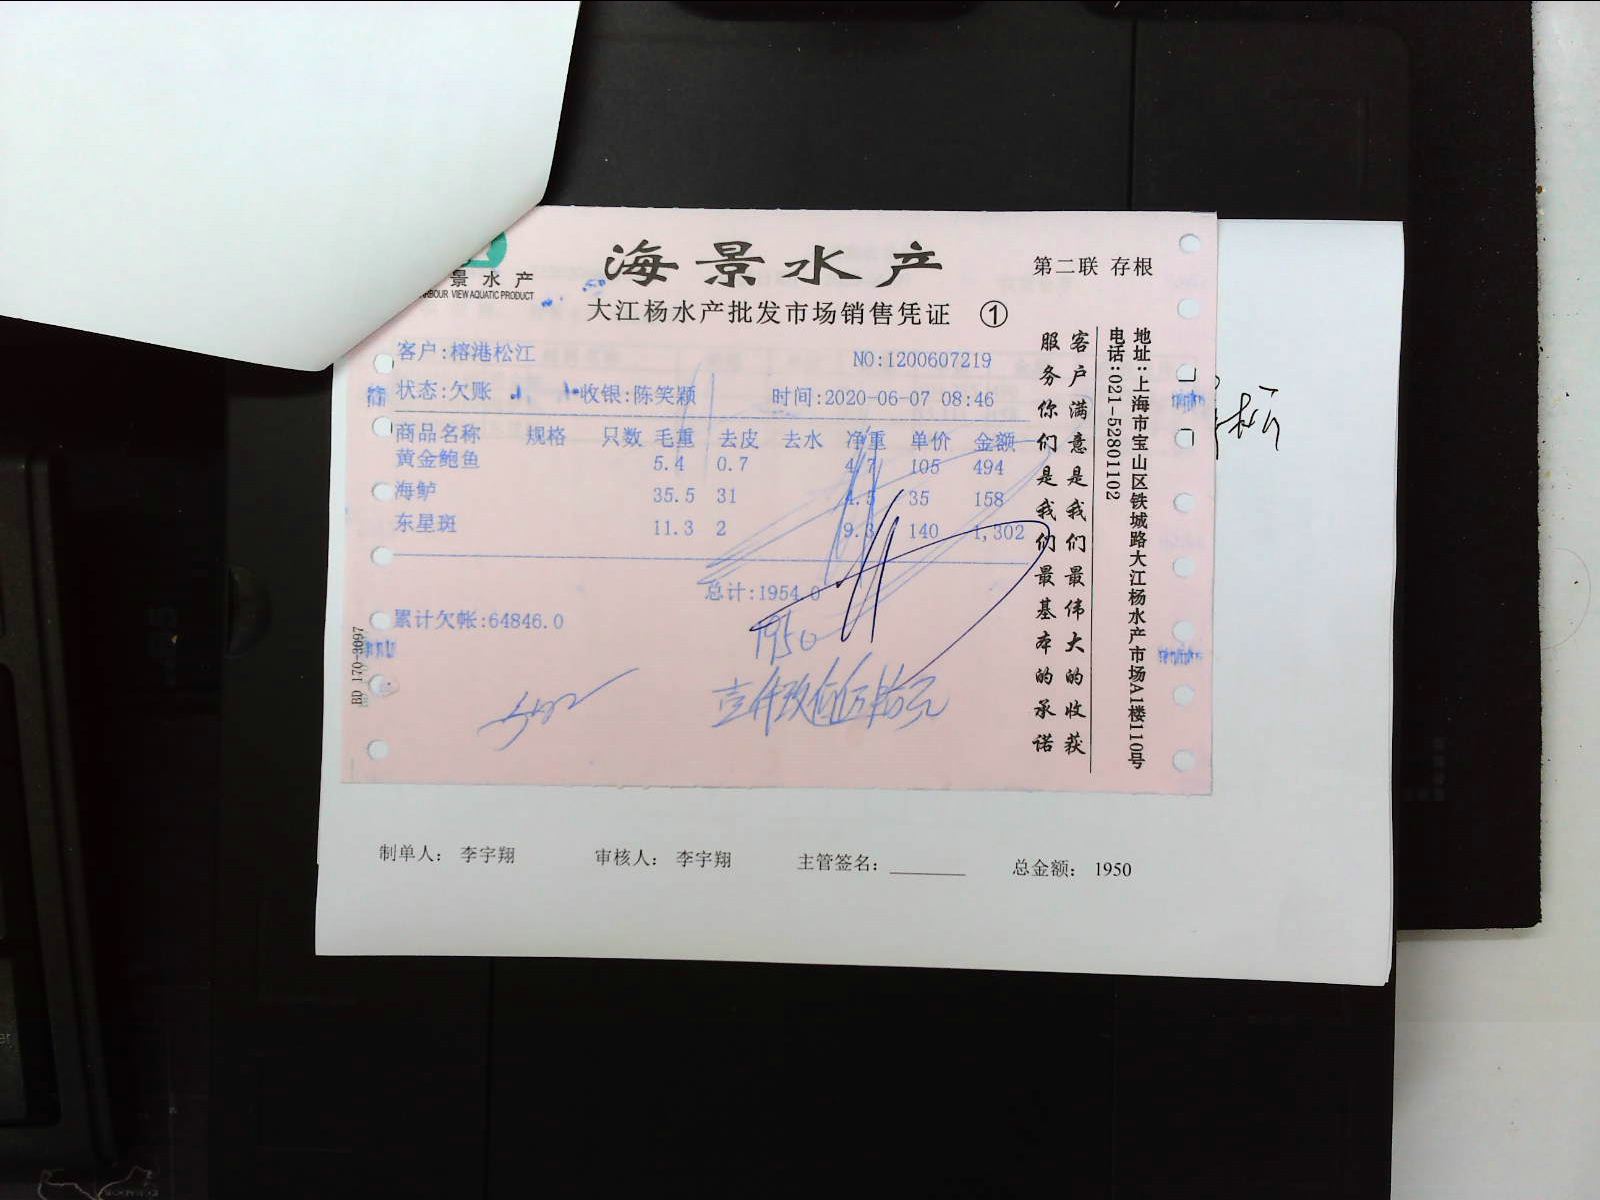 海景水产
第二联 存根
景水产
RBOUR VIEW AQUATIC PRODUCT
大江杨水产批发市场销售凭证 ①
客户:榕港松江 NO:1200607219
状态:欠账 收银:陈笑颖 时间:2020-06-07 08:46
商品名称 规格 只数 毛重 去皮 去水 净重 单价 金额
黄金鲍鱼 5.4 0.7 4.7 105 494
海鲈 35.5 31 4.5 35 158
东星斑 11.3 2 9.3 140 1,302
总计:1954.0
累计欠帐:64846.0
1950
壹仟玖佰伍拾元
客户满意是我们最伟大的收获
服务你们是我们最基本的承诺
地址:上海市宝山区铁城路大江杨水产市场A1楼110号
电话:021-52801102
BD 170-3097
制单人: 李宇翔 审核人: 李宇翔 主管签名: 总金额: 1950